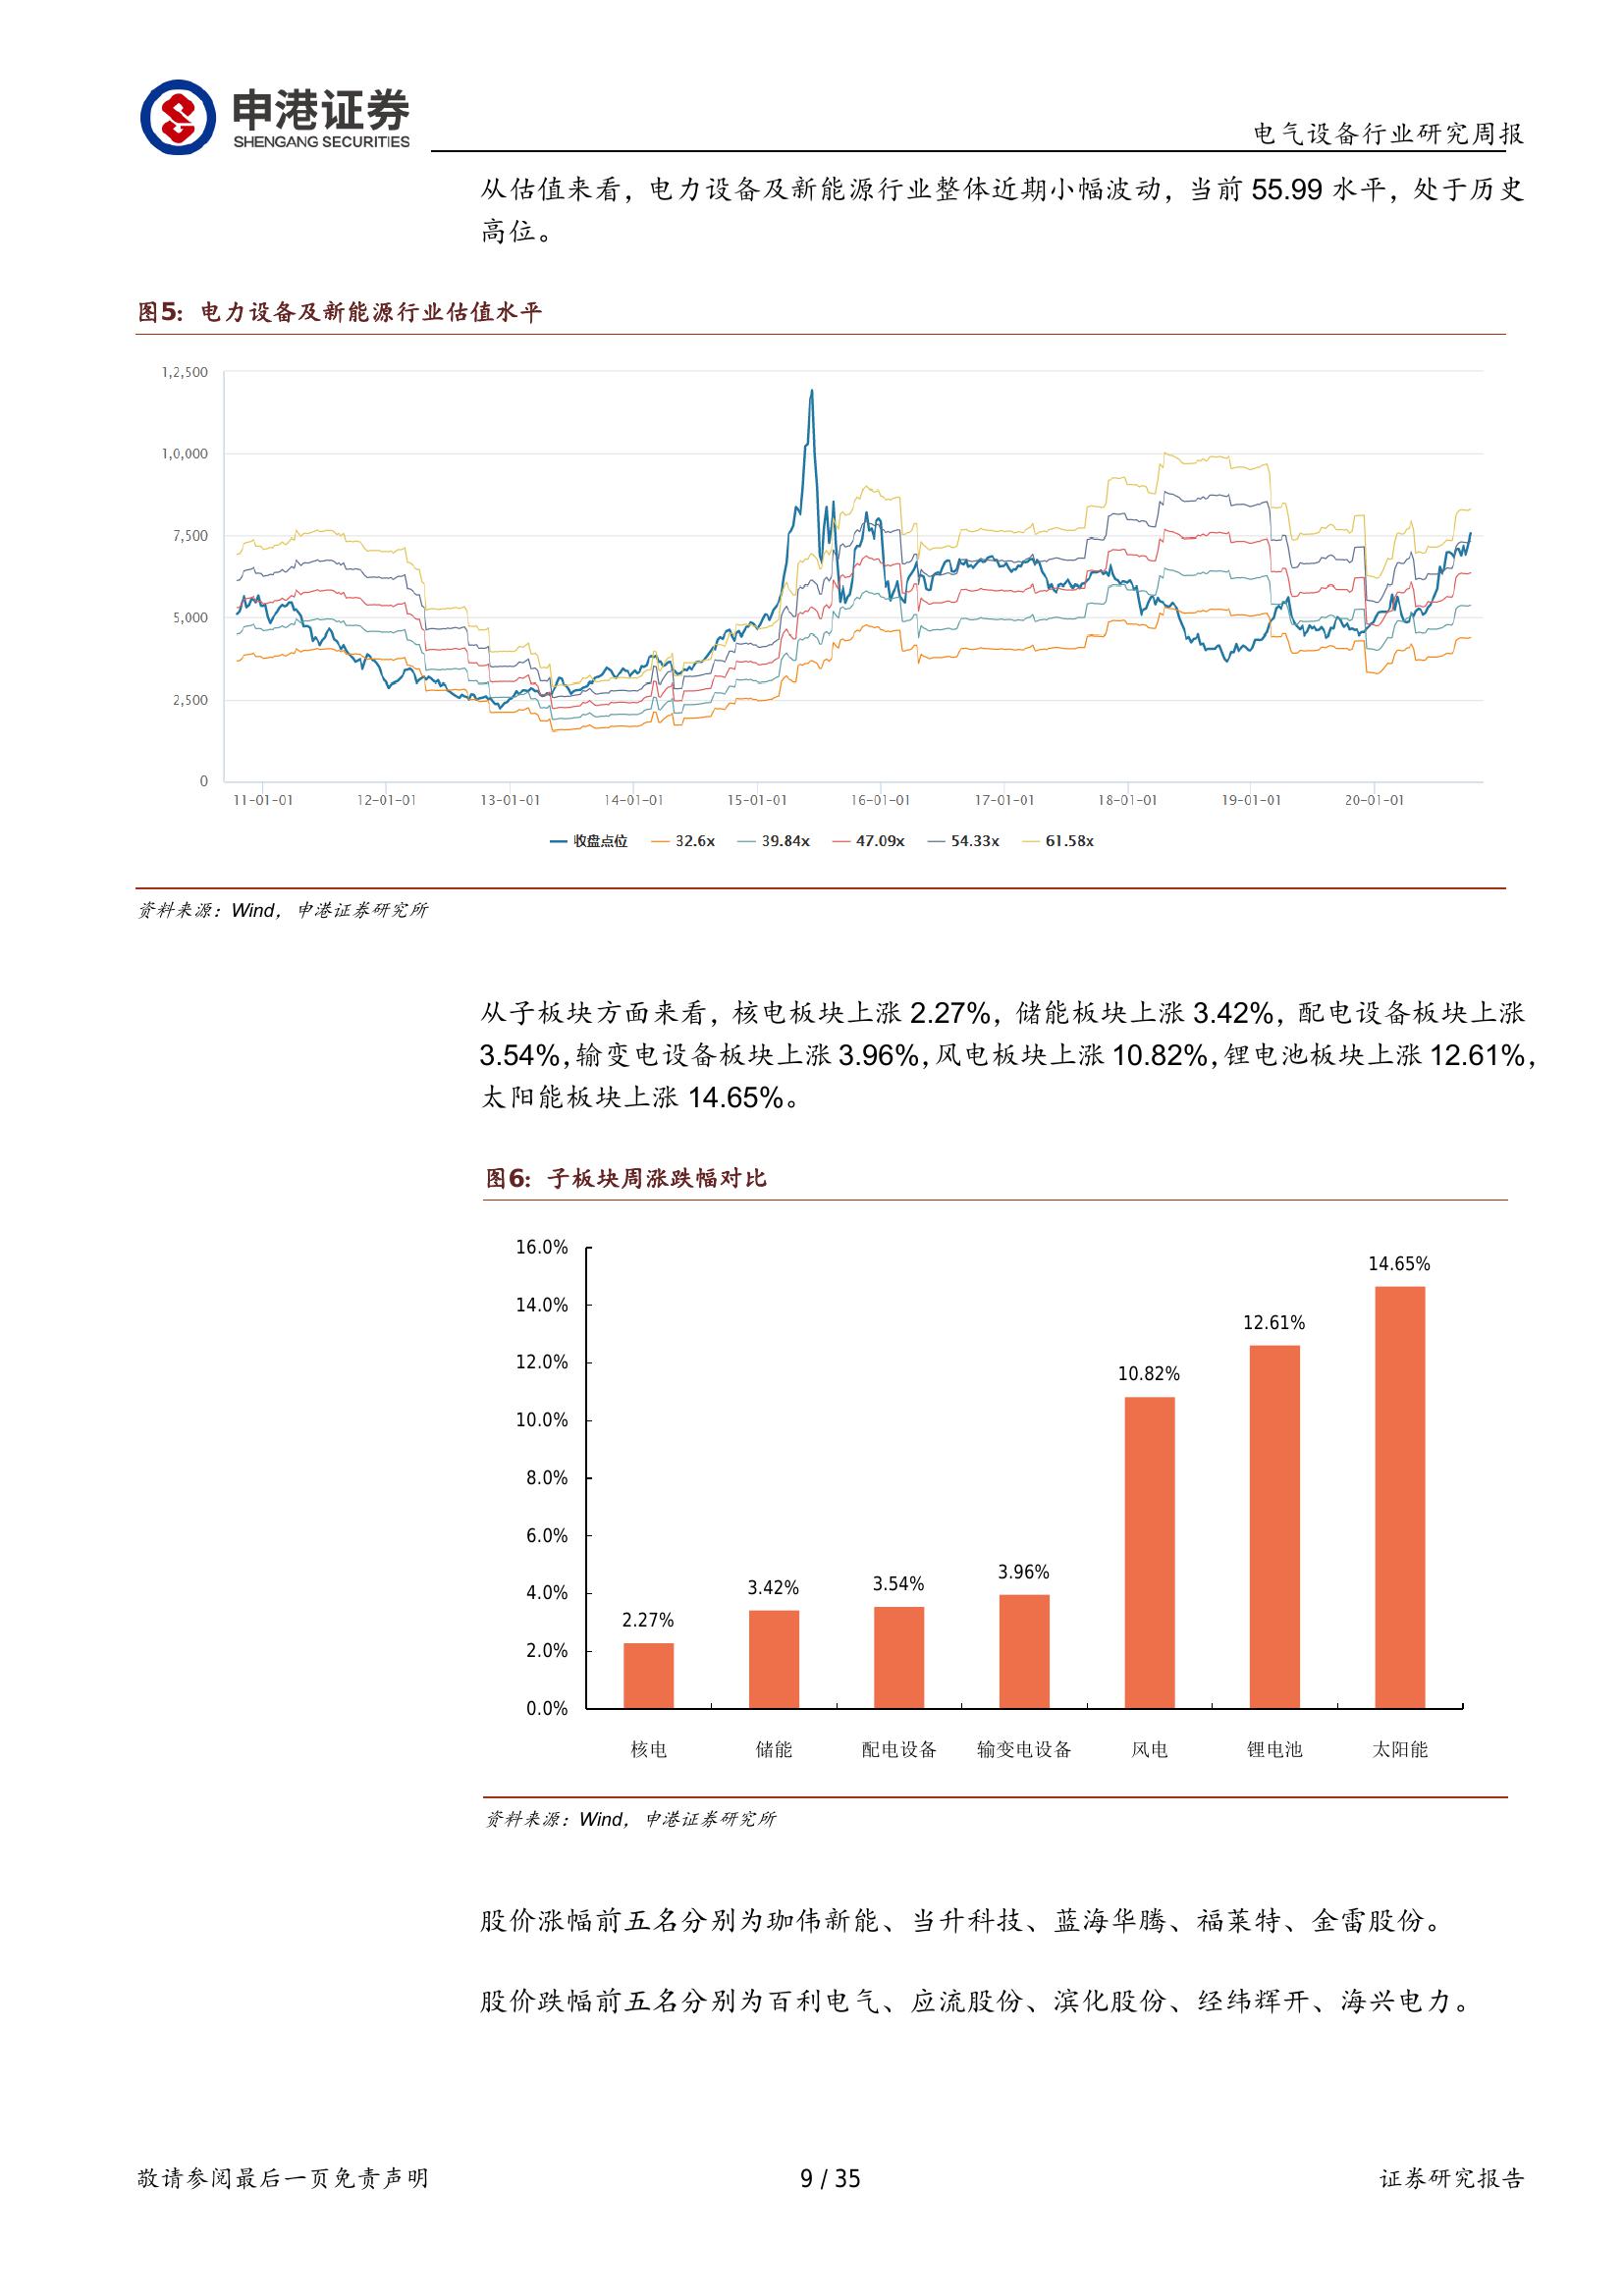 申港证券
SHENGANG SECURITIES
电气设备行业研究周报
从估值来看，电力设备及新能源行业整体近期小幅波动，当前 55.99 水平，处于历史
高位。
图5：电力设备及新能源行业估值水平
1,2,500
1,0,000
7,500
5,000
2,500
0
11-01-01 12-01-01 13-01-01 14-01-01 15-01-01 16-01-01 17-01-01 18-01-01 19-01-01 20-01-01
收盘点位 32.6x 39.84x 47.09x 54.33x 61.58x
资料来源：Wind，申港证券研究所
从子板块方面来看，核电板块上涨 2.27%，储能板块上涨 3.42%，配电设备板块上涨
3.54%，输变电设备板块上涨 3.96%，风电板块上涨 10.82%，锂电池板块上涨 12.61%，
太阳能板块上涨 14.65%。
图6：子板块周涨跌幅对比
16.0%
14.0%
12.0%
10.0%
8.0%
6.0%
4.0%
2.0%
0.0%
2.27% 3.42% 3.54% 3.96% 10.82% 12.61% 14.65%
核电 储能 配电设备 输变电设备 风电 锂电池 太阳能
资料来源：Wind，申港证券研究所
股价涨幅前五名分别为珈伟新能、当升科技、蓝海华腾、福莱特、金雷股份。
股价跌幅前五名分别为百利电气、应流股份、滨化股份、经纬辉开、海兴电力。
敬请参阅最后一页免责声明 9 / 35 证券研究报告